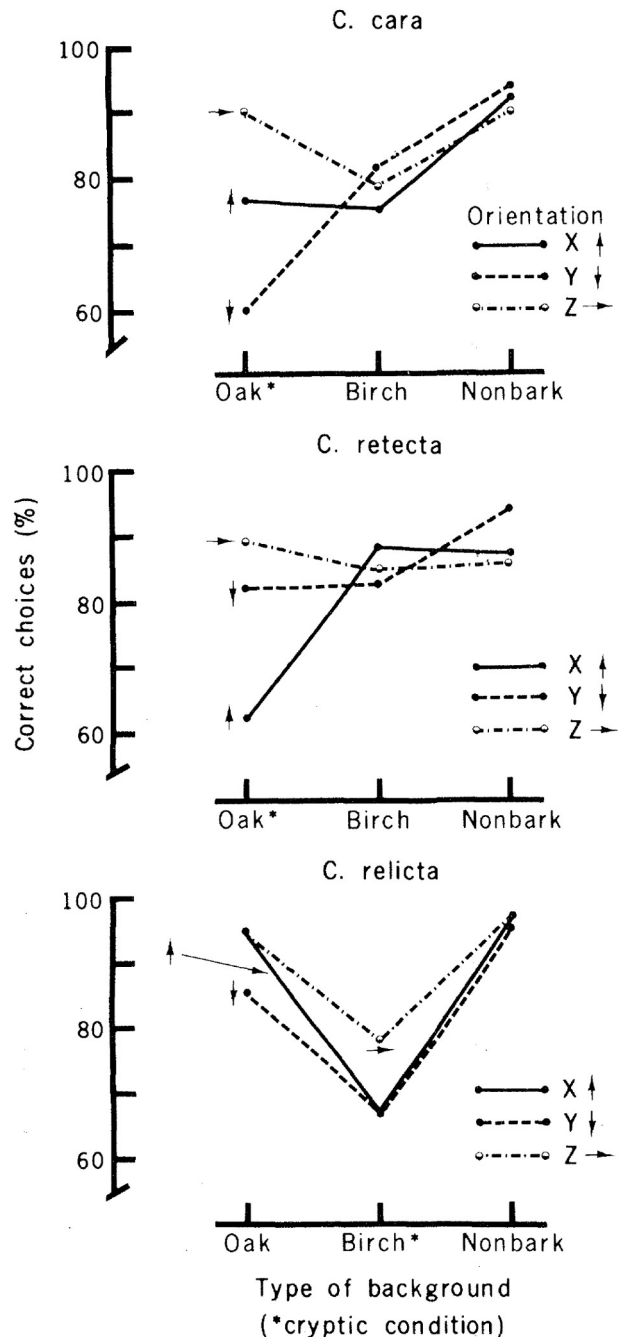 C. cara
100
80
60
Orientation
X ↑
Y ↓
Z →
Oak* Birch Nonbark
C. retecta
100
80
60
X ↑
Y ↓
Z →
Oak* Birch Nonbark
Correct choices (%)
C. relicta
100
80
60
X ↑
Y ↓
Z →
Oak Birch* Nonbark
Type of background
(*cryptic condition)